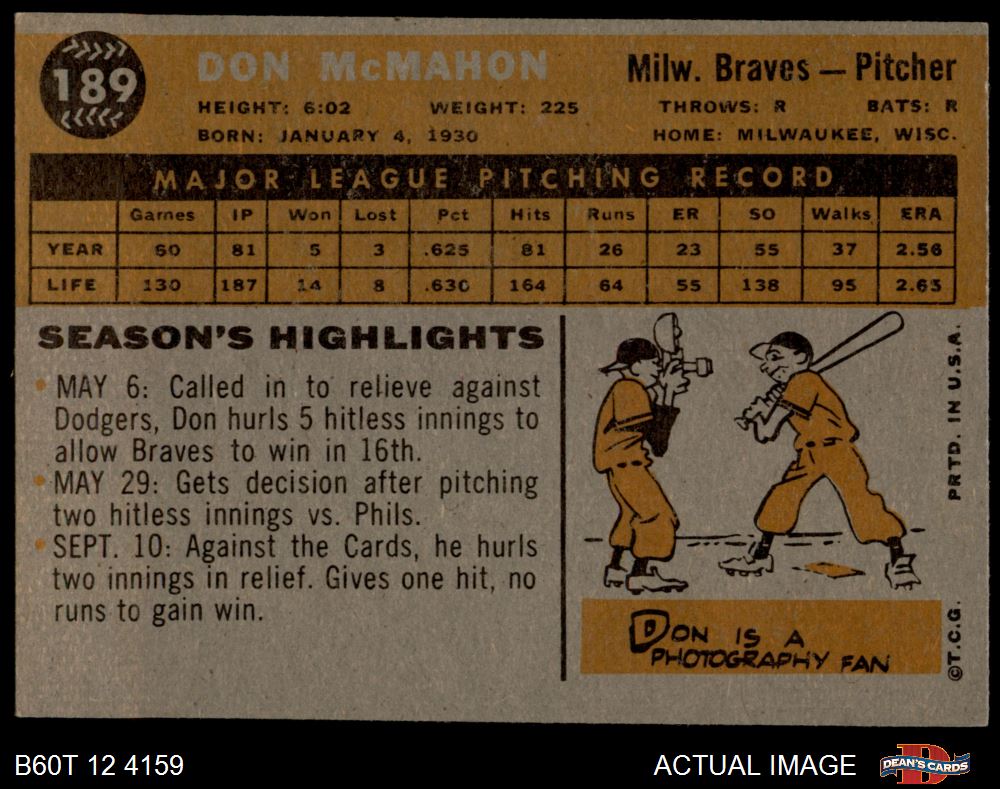 189
DON McMAHON
Milw. Braves — Pitcher
HEIGHT: 6:02 WEIGHT: 225 THROWS: R BATS: R
BORN: JANUARY 4, 1930 HOME: MILWAUKEE, WISC.
MAJOR LEAGUE PITCHING RECORD
Games IP Won Lost Pct Hits Runs ER SO Walks ERA
YEAR 60 81 5 3 .625 81 26 23 55 37 2.56
LIFE 130 187 14 8 .630 164 64 55 138 95 2.65
SEASON'S HIGHLIGHTS
• MAY 6: Called in to relieve against
Dodgers, Don hurls 5 hitless innings to
allow Braves to win in 16th.
• MAY 29: Gets decision after pitching
two hitless innings vs. Phils.
• SEPT. 10: Against the Cards, he hurls
two innings in relief. Gives one hit, no
runs to gain win.
DON IS A
PHOTOGRAPHY FAN
©T.C.G. PRTD. IN U.S.A.
B60T 12 4159 ACTUAL IMAGE
DEAN'S CARDS